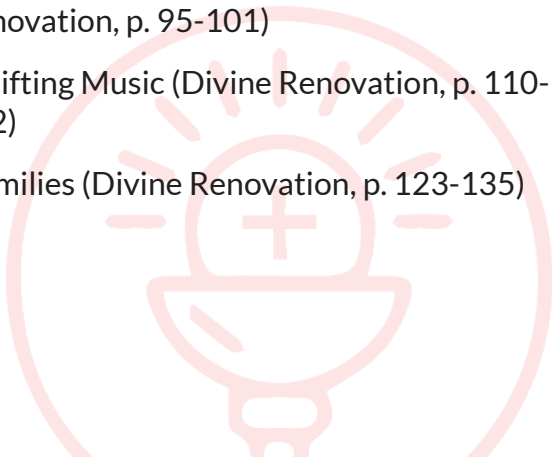 novation, p. 95-101)
ifting Music (Divine Renovation, p. 110-
2)
milies (Divine Renovation, p. 123-135)